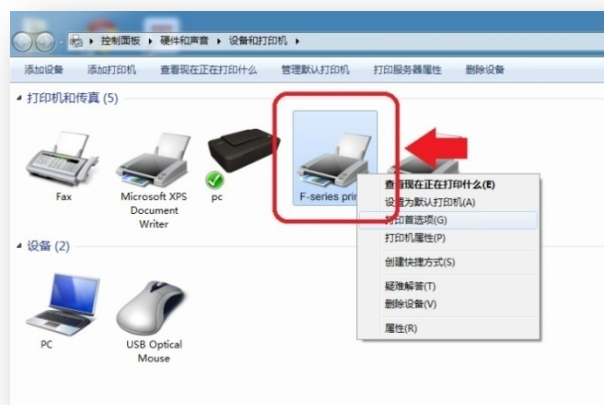 控制面板 ▸ 硬件和声音 ▸ 设备和打印机 ▸
添加设备 添加打印机 查看现在正在打印什么 管理默认打印机 打印服务器属性 删除设备
打印机和传真 (5)
Fax
Microsoft XPS
Document
Writer
pc
F-series prin
查看现在正在打印什么(E)
设置为默认打印机(A)
打印首选项(G)
打印机属性(P)
创建快捷方式(S)
疑难解答(T)
删除设备(V)
属性(R)
设备 (2)
PC
USB Optical
Mouse